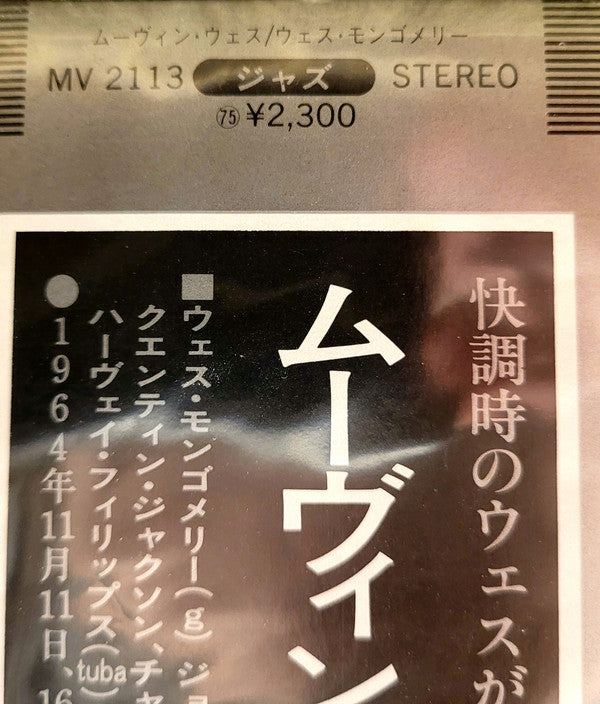 ムーヴィン・ウェス/ウェス・モンゴメリー
MV 2113 ジャズ STEREO
㊆ ¥2,300
快調時のウェスが
ムーヴィン
■ウェス・モンゴメリー(g) ジョ
クエンティン・ジャクソン、チャ
ハーヴェイ・フィリップス(tuba)
●1964年11月11日、16